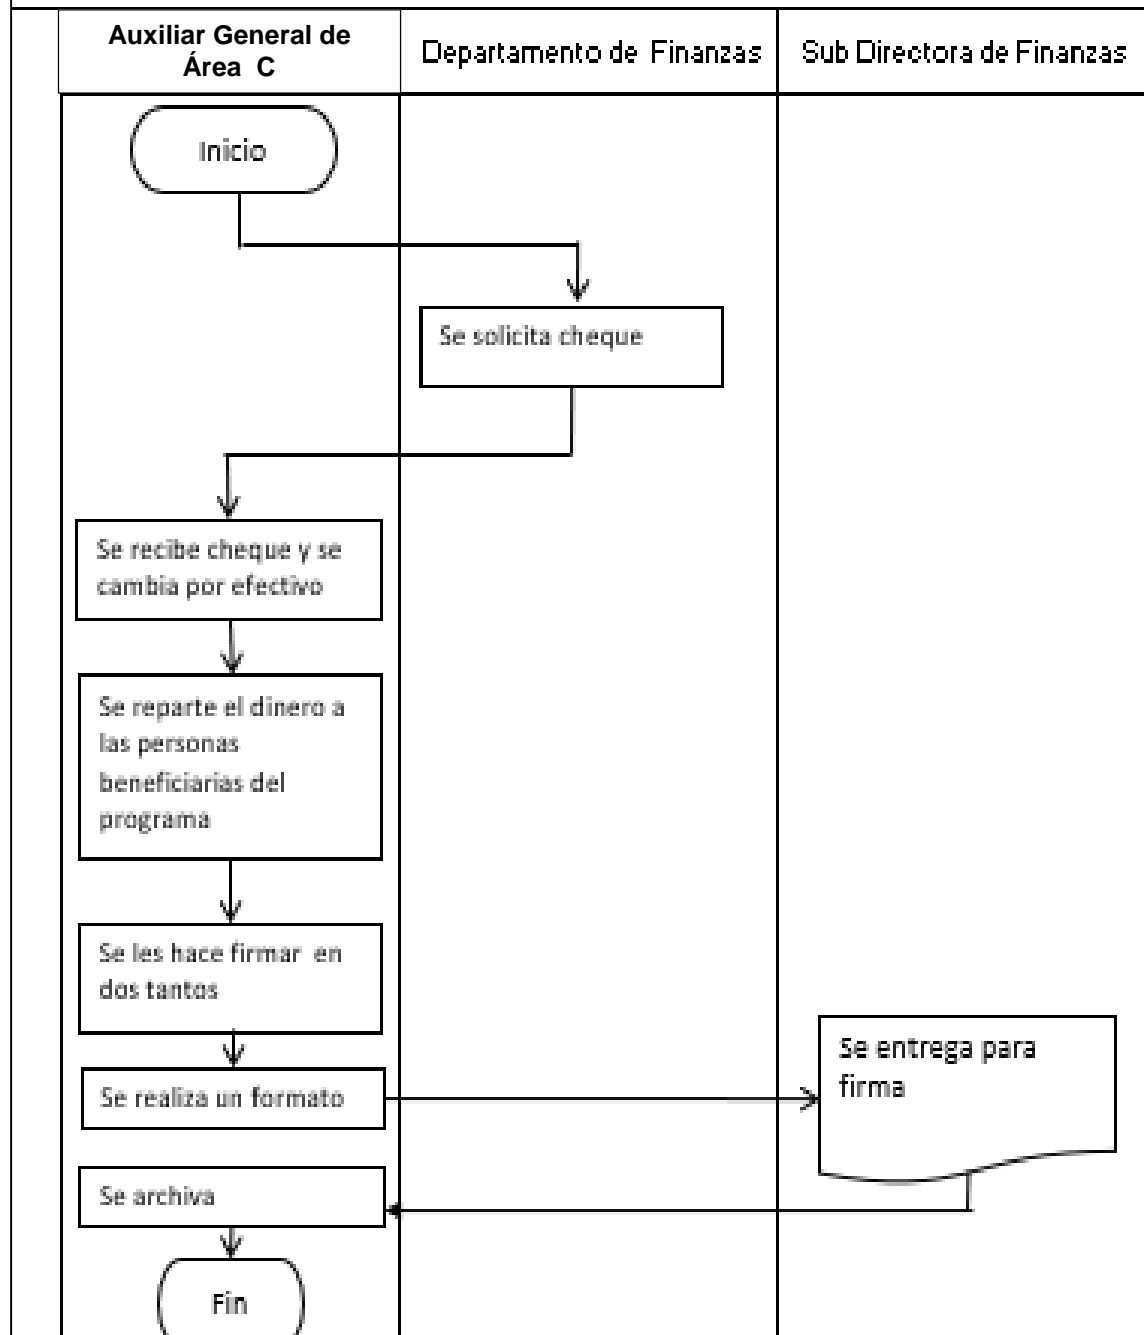 Auxiliar General de
Área C
Departamento de Finanzas
Sub Directora de Finanzas
Inicio
Se solicita cheque
Se recibe cheque y se
cambia por efectivo
Se reparte el dinero a
las personas
beneficiarias del
programa
Se les hace firmar en
dos tantos
Se realiza un formato
Se entrega para
firma
Se archiva
Fin